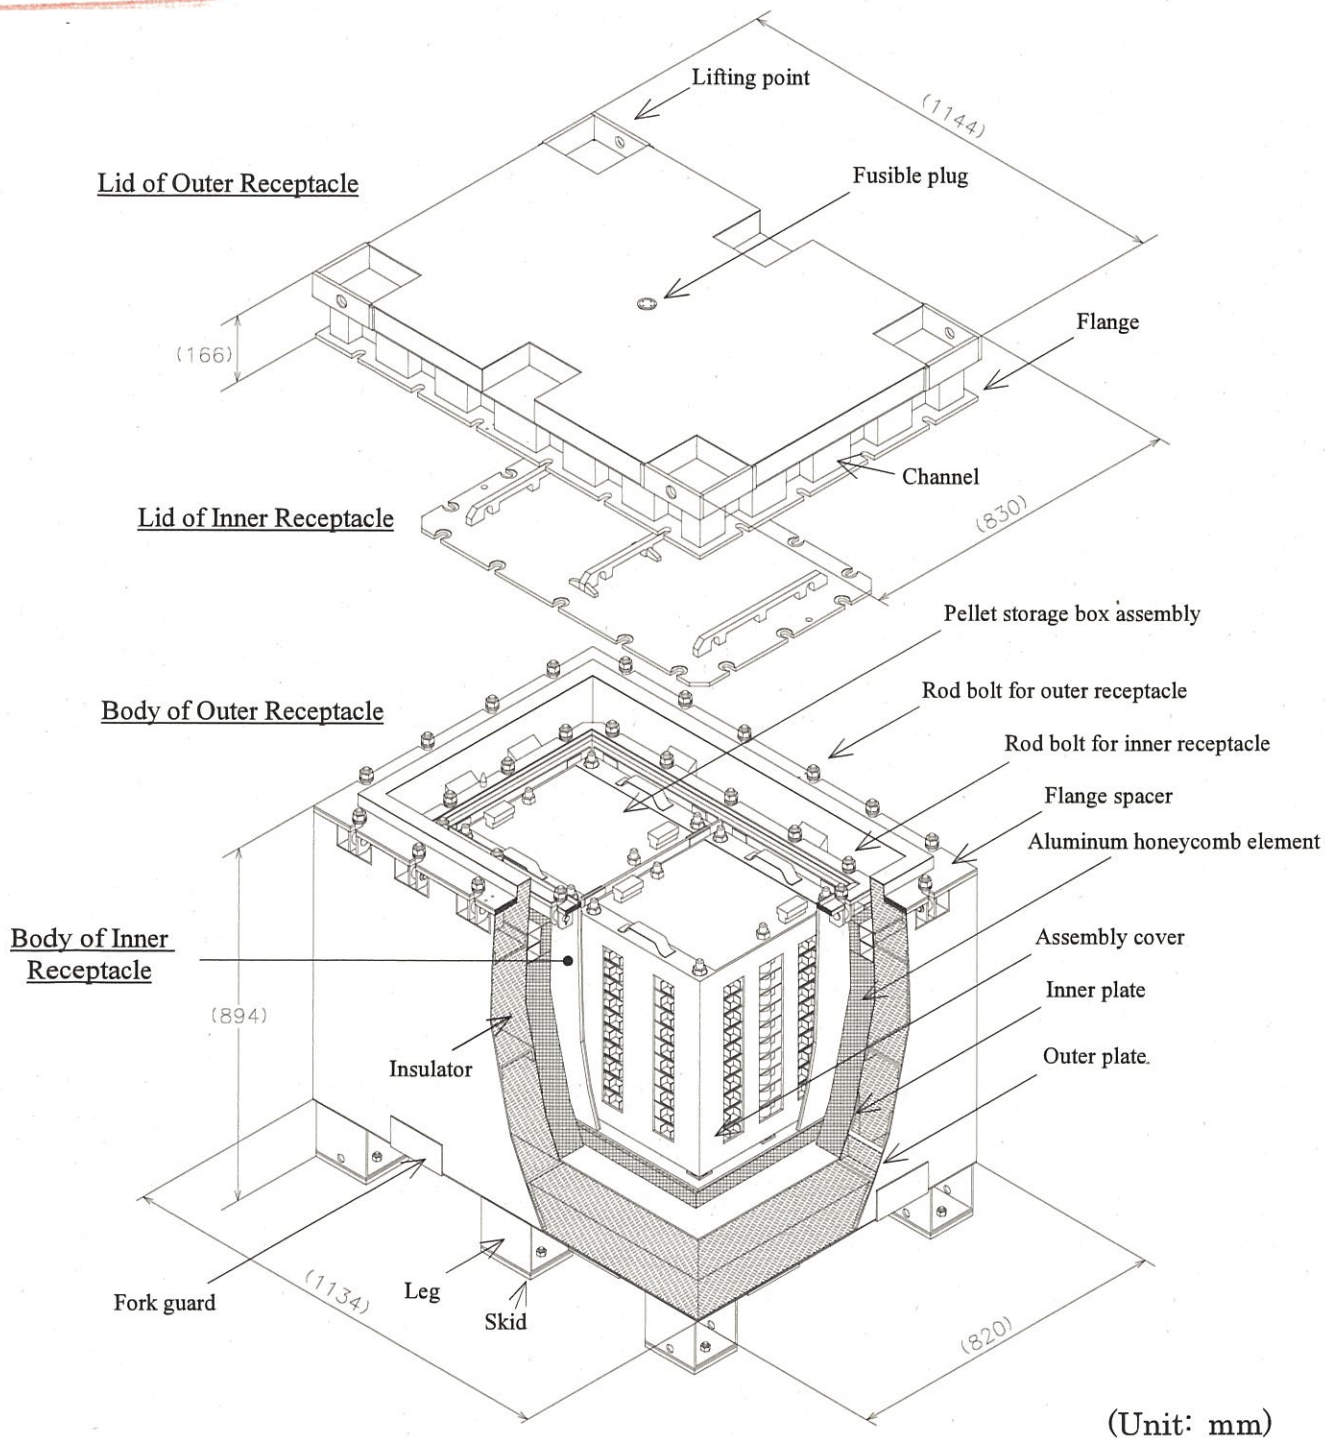 Lifting point
(1144)
Lid of Outer Receptacle
Fusible plug
Flange
(166)
Channel
Lid of Inner Receptacle
(830)
Pellet storage box assembly
Rod bolt for outer receptacle
Body of Outer Receptacle
Rod bolt for inner receptacle
Flange spacer
Aluminum honeycomb element
Body of Inner
Receptacle
Assembly cover
Inner plate
(894)
Outer plate.
Insulator
Fork guard
(1134)
Leg
Skid
(820)
(Unit: mm)